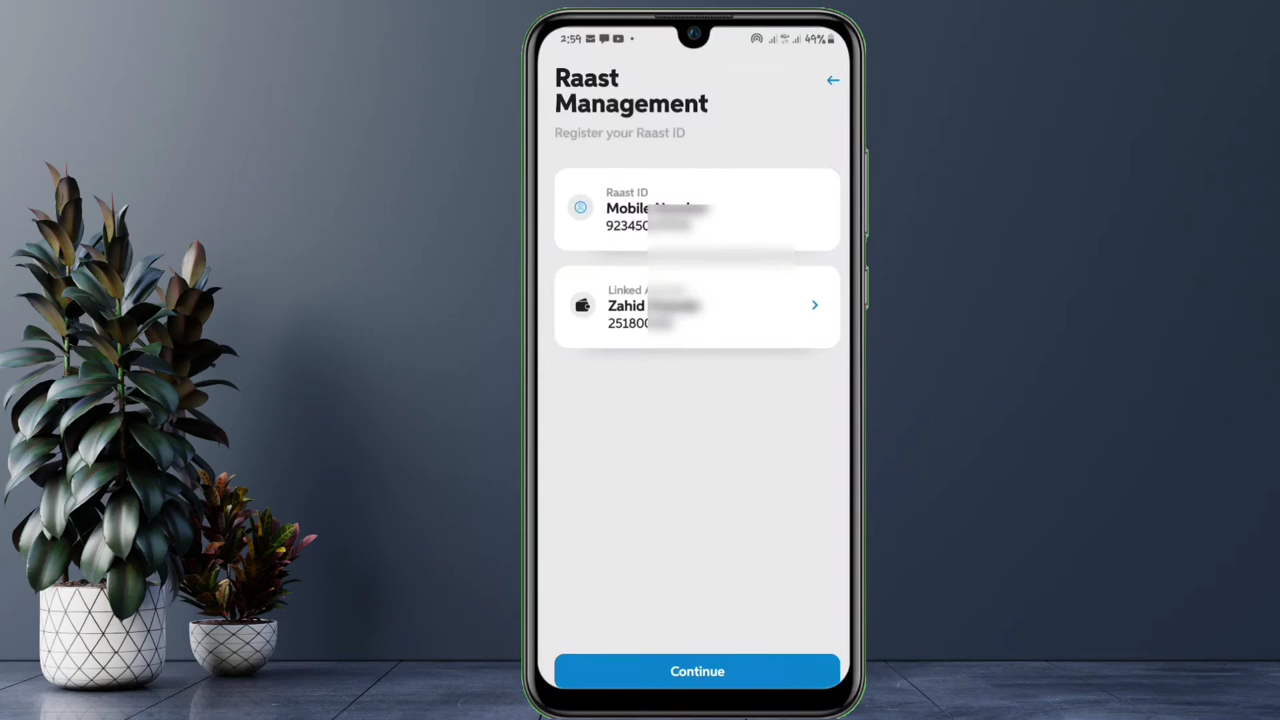 2:59
49%
Raast
Management
Register your Raast ID
Raast ID
Mobile
923450
Linked
Zahid
251800
Continue